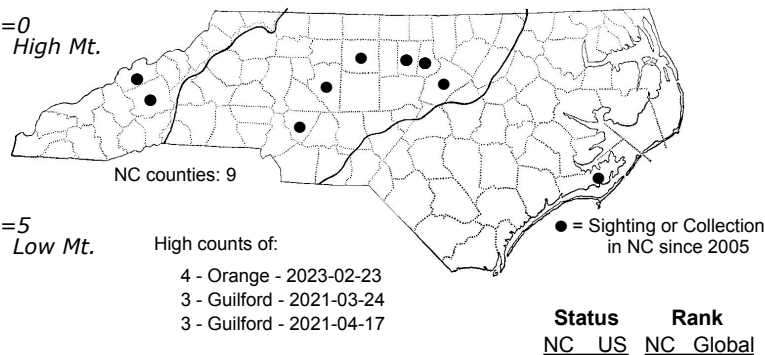 =0
High Mt.
NC counties: 9
=5
Low Mt.
High counts of:
4 - Orange - 2023-02-23
3 - Guilford - 2021-03-24
3 - Guilford - 2021-04-17
● = Sighting or Collection
in NC since 2005
Status Rank
NC US NC Global